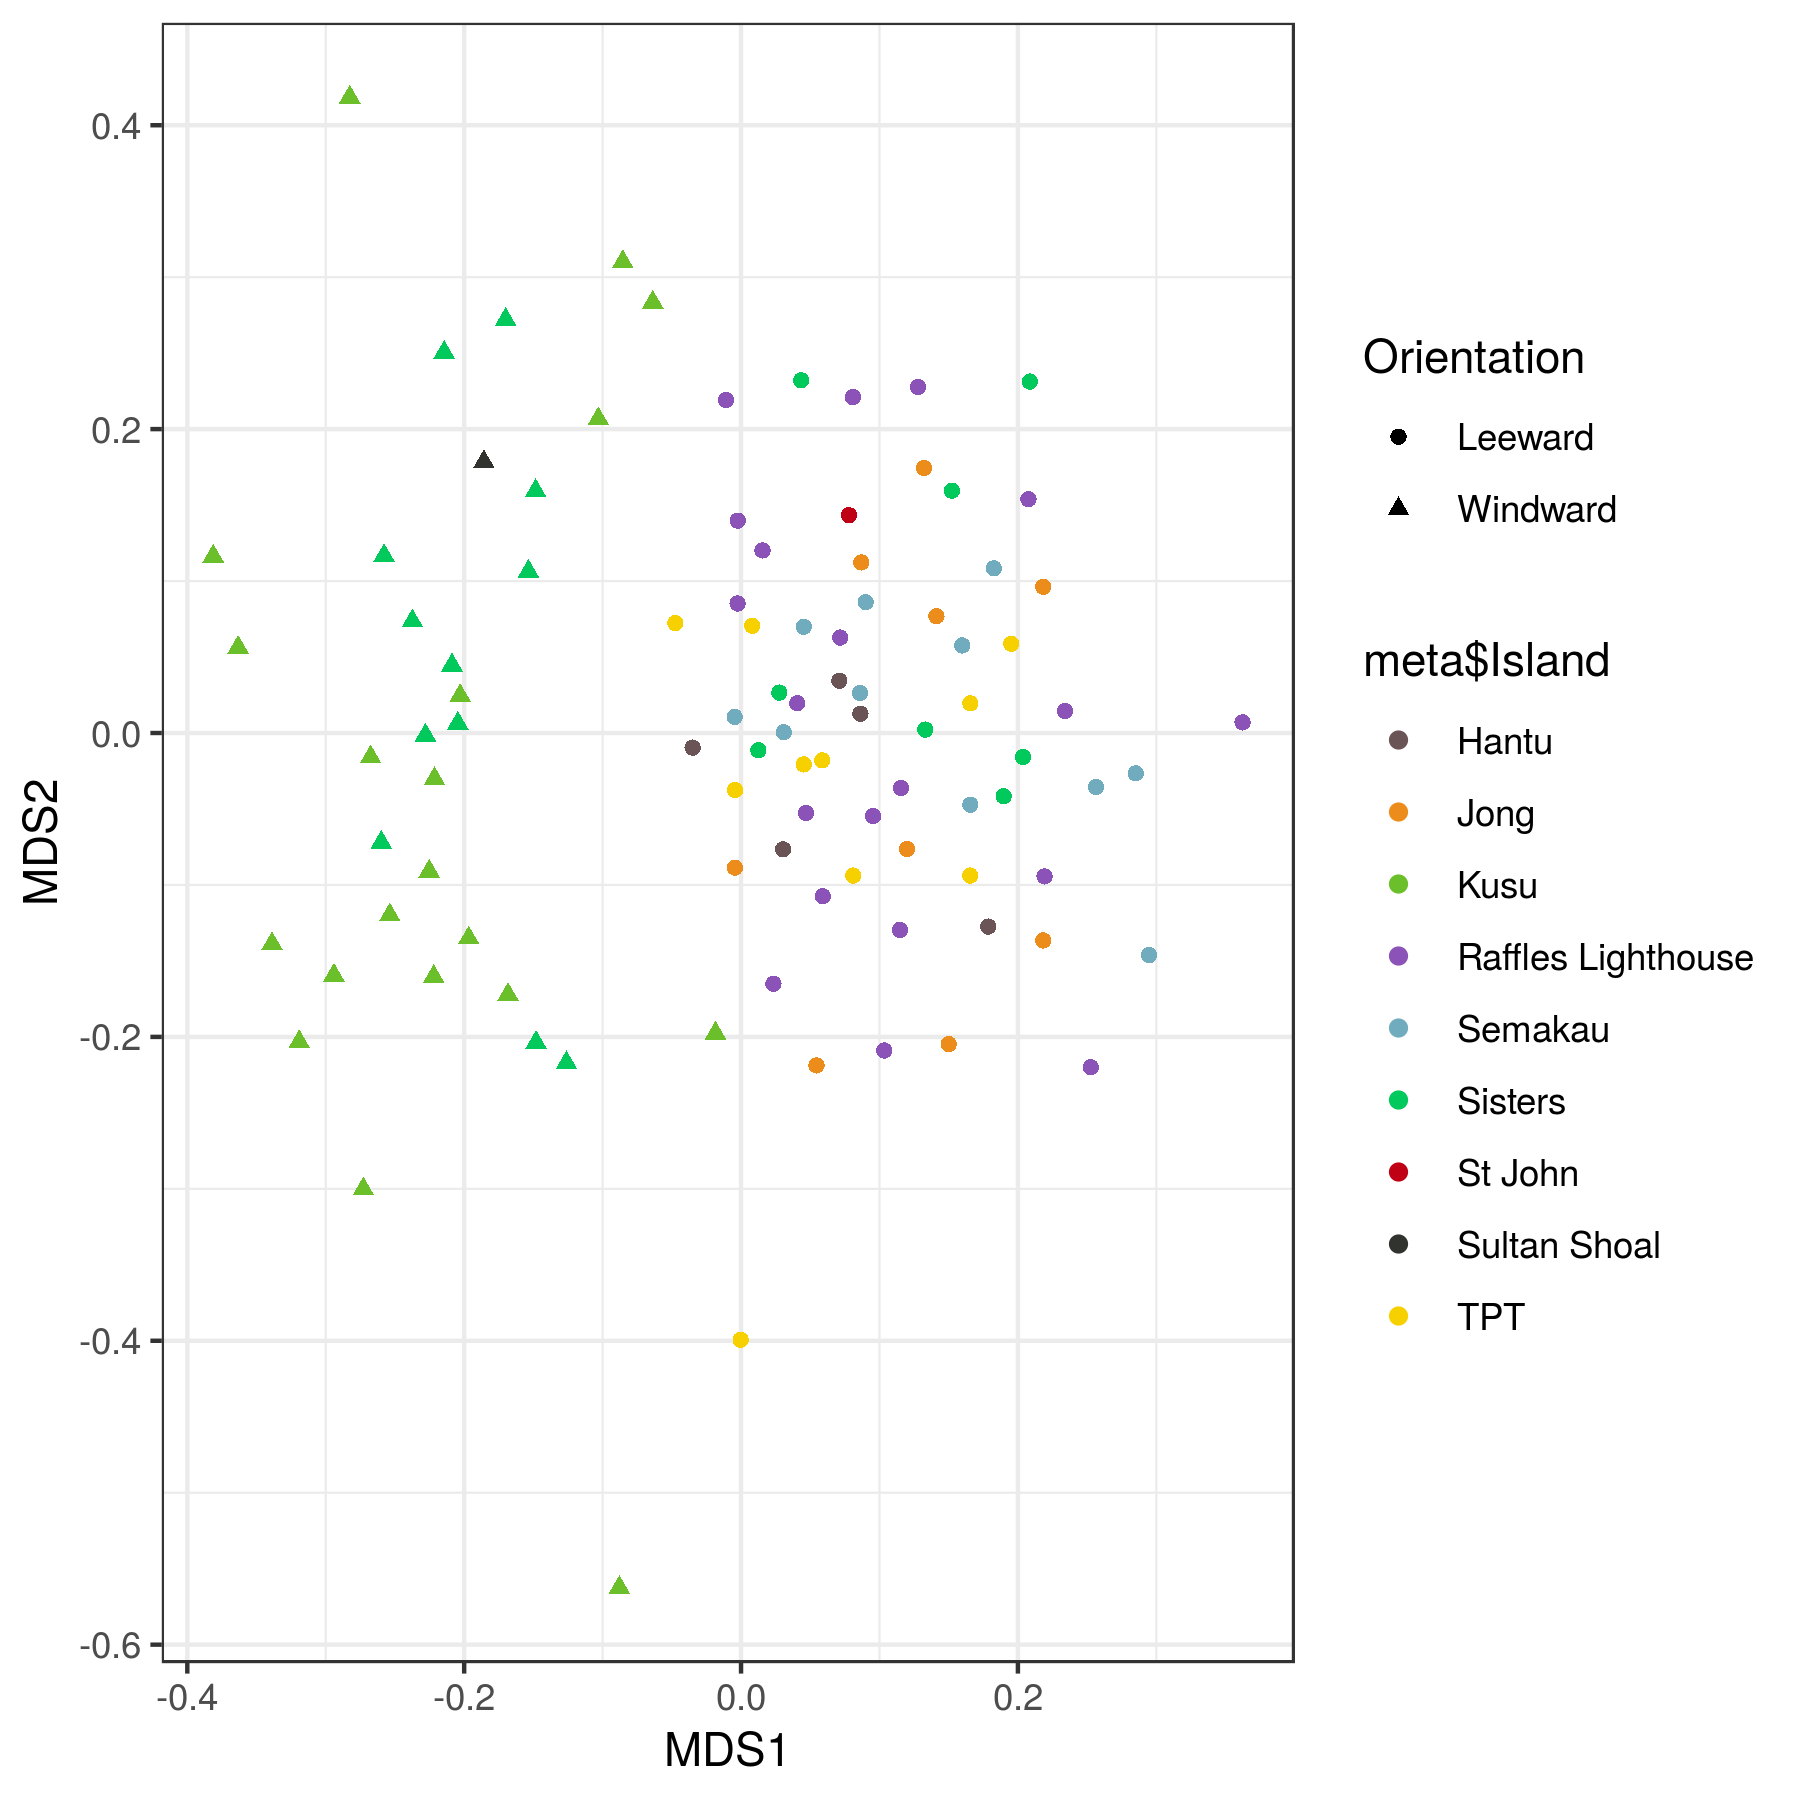 0.4
0.2
0.0
-0.2
-0.4
-0.6
MDS2
-0.4
-0.2
0.0
0.2
MDS1
Orientation
Leeward
Windward
meta$Island
Hantu
Jong
Kusu
Raffles Lighthouse
Semakau
Sisters
St John
Sultan Shoal
TPT